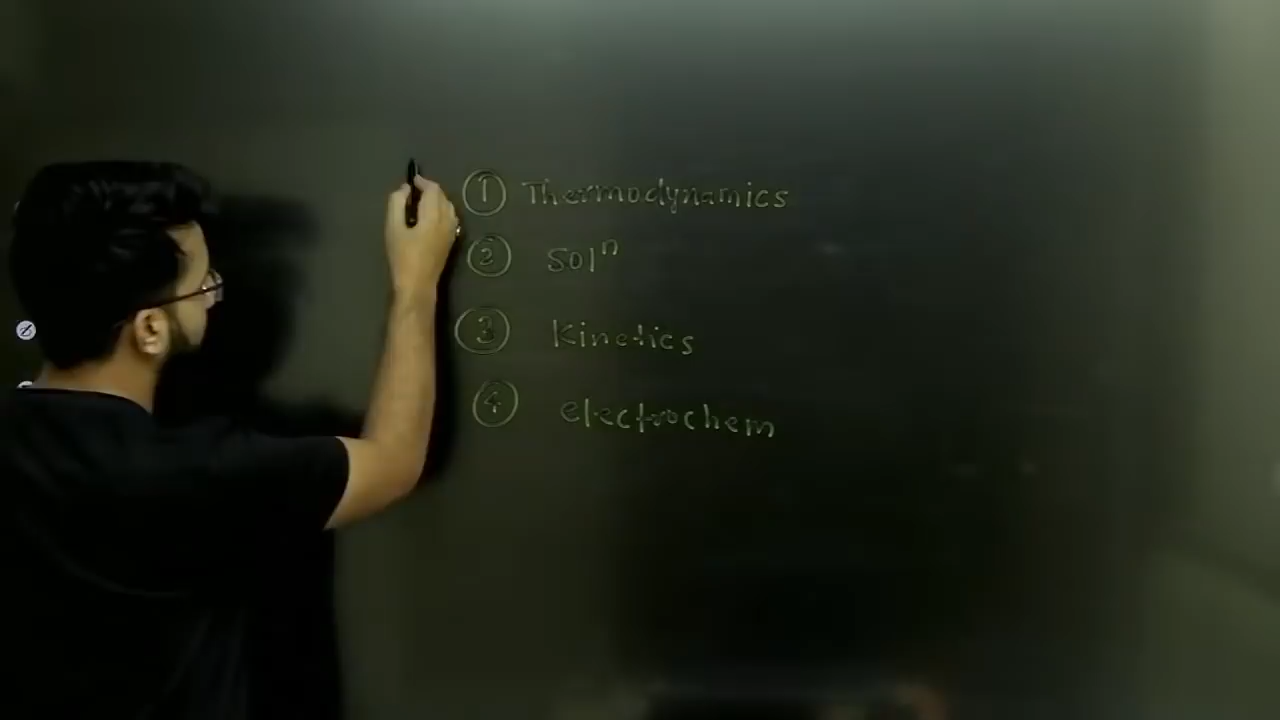 ① Thermodynamics
② Solⁿ
③ Kinetics
④ electrochem